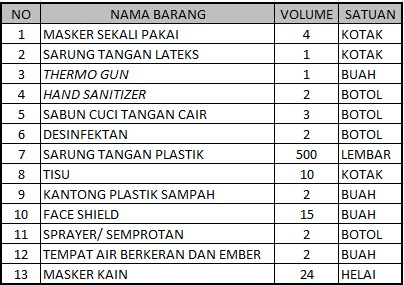 NO NAMA BARANG VOLUME SATUAN
1 MASKER SEKALI PAKAI 4 KOTAK
2 SARUNG TANGAN LATEKS 1 KOTAK
3 THERMO GUN 1 BUAH
4 HAND SANITIZER 2 BOTOL
5 SABUN CUCI TANGAN CAIR 3 BOTOL
6 DESINFEKTAN 2 BOTOL
7 SARUNG TANGAN PLASTIK 500 LEMBAR
8 TISU 10 KOTAK
9 KANTONG PLASTIK SAMPAH 2 BUAH
10 FACE SHIELD 15 BUAH
11 SPRAYER/ SEMPROTAN 2 BOTOL
12 TEMPAT AIR BERKERAN DAN EMBER 2 BUAH
13 MASKER KAIN 24 HELAI